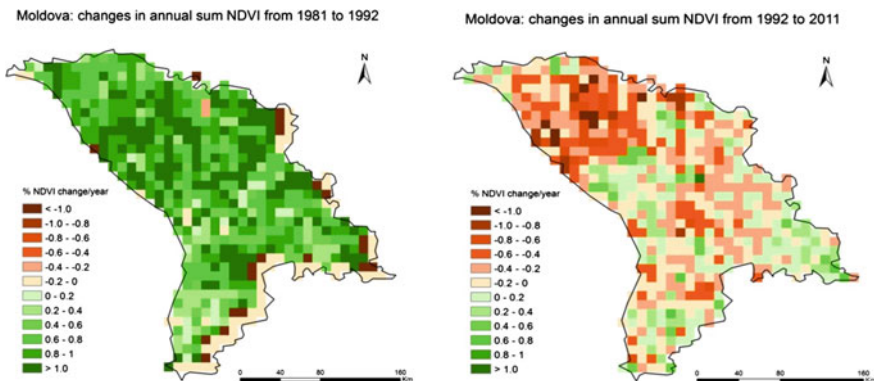 Moldova: changes in annual sum NDVI from 1981 to 1992
N
% NDVI change/year
< -1.0
-1.0 - -0.8
-0.8 - -0.6
-0.6 - -0.4
-0.4 - -0.2
-0.2 - 0
0 - 0.2
0.2 - 0.4
0.4 - 0.6
0.6 - 0.8
0.8 - 1
> 1.0
0 40 80 160
Km
Moldova: changes in annual sum NDVI from 1992 to 2011
N
% NDVI change/year
< -1.0
-1.0 - -0.8
-0.8 - -0.6
-0.6 - -0.4
-0.4 - -0.2
-0.2 - 0
0 - 0.2
0.2 - 0.4
0.4 - 0.6
0.6 - 0.8
0.8 - 1
> 1.0
0 40 80 160
Km